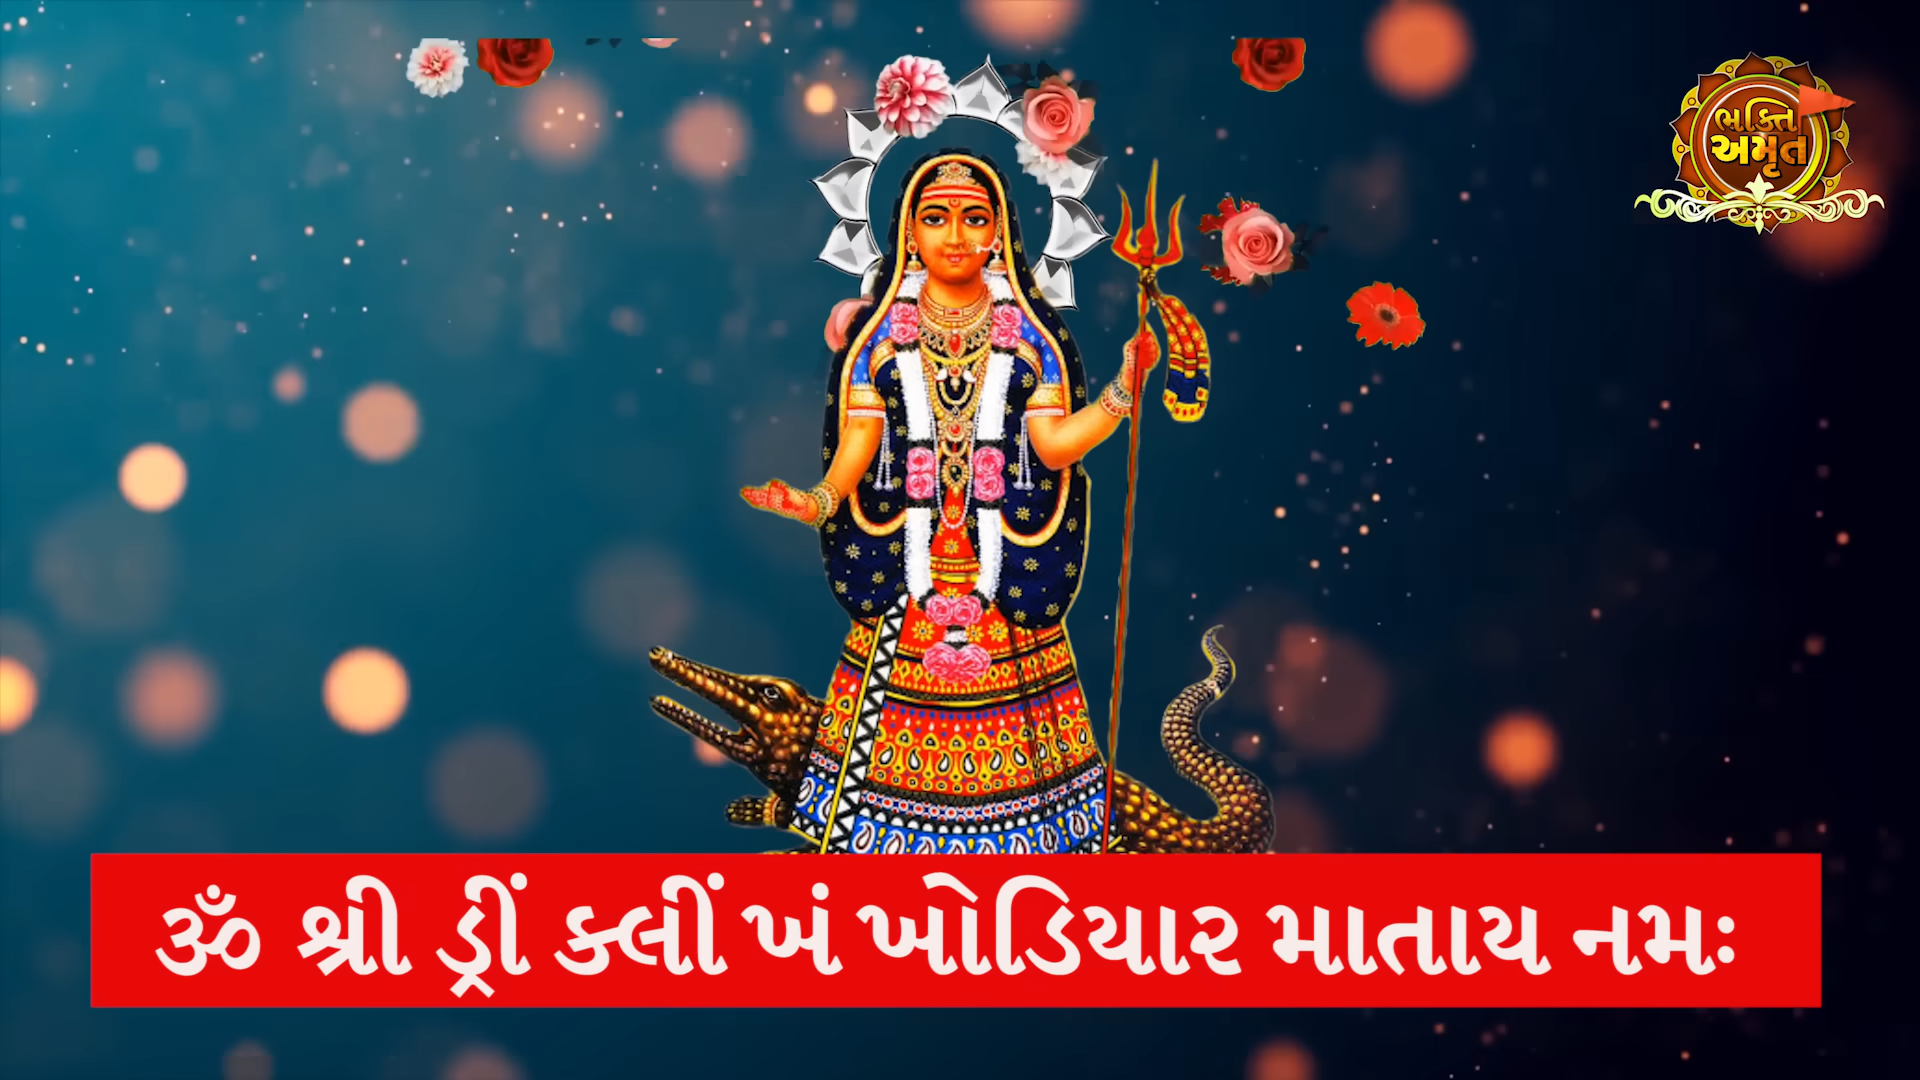 ભક્તિ
અમૃત
ૐ શ્રી ડ્રીં ક્લીં ખં ખોડિયાર માતાય નમઃ